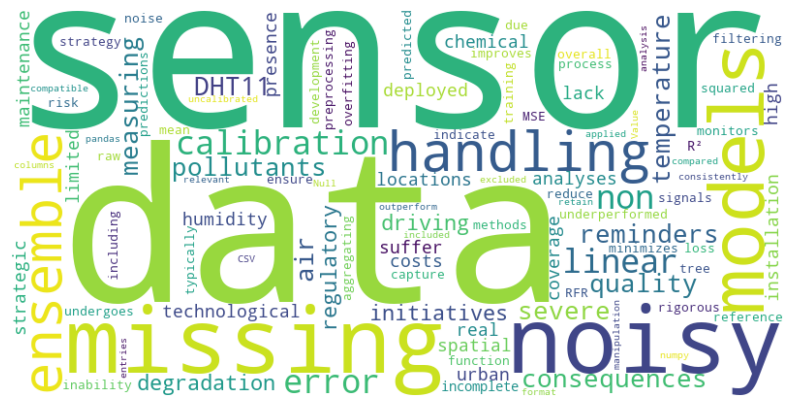 sensor
data
missing
noisy
handling
models
ensemble
linear
non
calibration
error
quality
severe
consequences
temperature
measuring
pollutants
DHT11
air
regulatory
driving
reminders
initiatives
degradation
technological
humidity
chemical
deployed
lack
high
limited
strategic
maintenance
strategy
noise
risk
presence
predictions
development
preprocessing
overfitting
predicted
improves
due
training
overall
process
filtering
squared
MSE
monitors
R²
installation
applied
analysis
Value
compared
consistently
compatible
uncalibrated
pandas
mean
raw
columns
relevant
ensure
Null
indicate
locations
analyses
reduce
signals
excluded
retain
underperformed
outperform
included
methods
suffer
costs
capture
coverage
minimizes
loss
tree
RFR
rigorous
reference
including
typically
CSV
aggregating
undergoes
real
spatial
function
urban
incomplete
format
manipulation
numpy
inability
entries